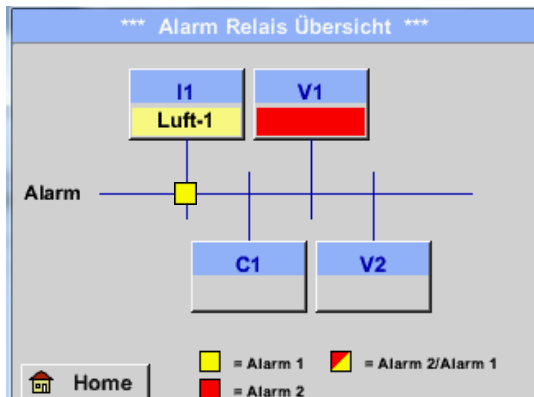 *** Alarm Relais Übersicht ***
I1
V1
Luft-1
Alarm
C1
V2
= Alarm 1
= Alarm 2/Alarm 1
Home
= Alarm 2